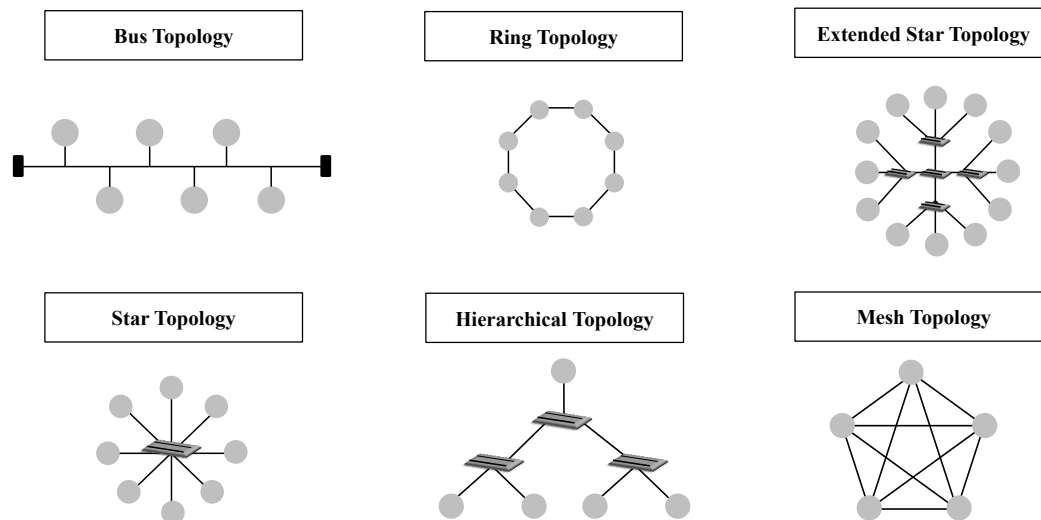 Bus Topology
Ring Topology
Extended Star Topology
Star Topology
Hierarchical Topology
Mesh Topology